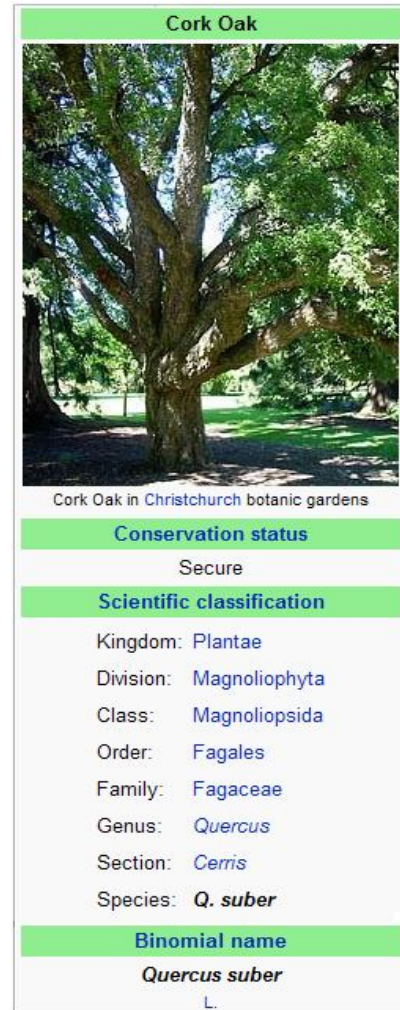 Cork Oak
Cork Oak in Christchurch botanic gardens
Conservation status
Secure
Scientific classification
Kingdom: Plantae
Division: Magnoliophyta
Class: Magnoliopsida
Order: Fagales
Family: Fagaceae
Genus: Quercus
Section: Cerris
Species: Q. suber
Binomial name
Quercus suber
L.